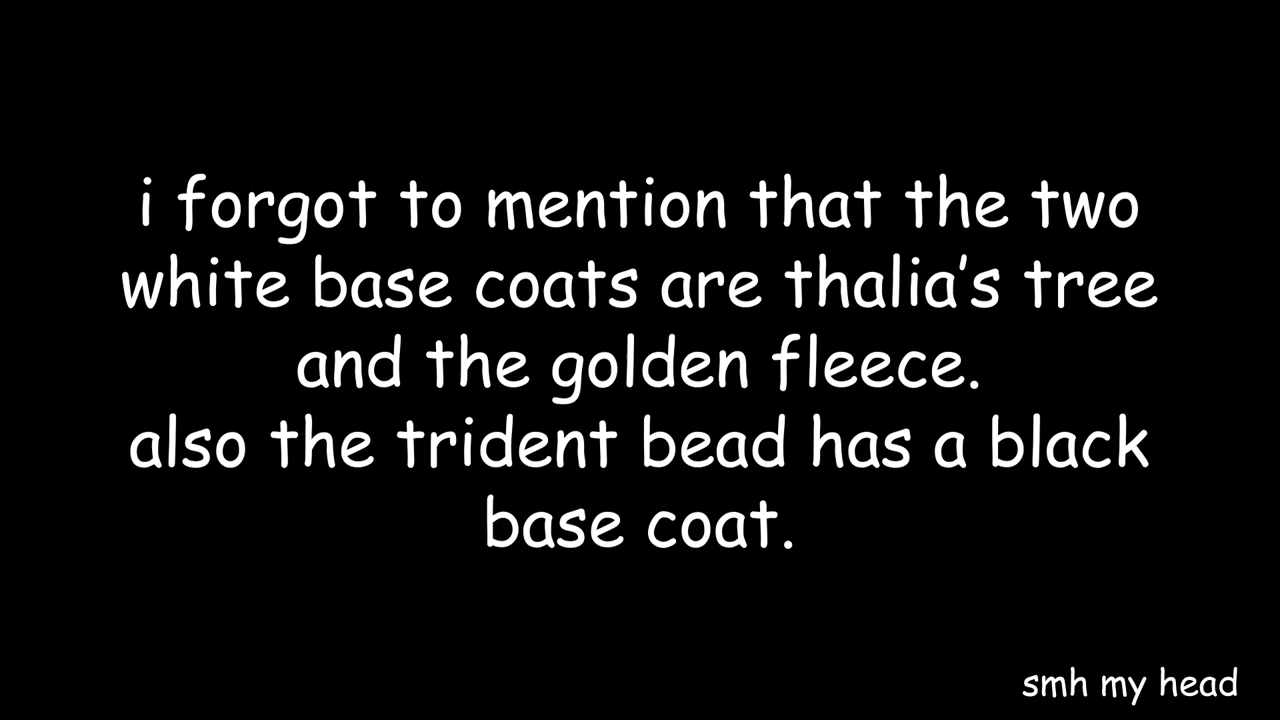 i forgot to mention that the two
white base coats are thalia's tree
and the golden fleece.
also the trident bead has a black
base coat.
smh my head